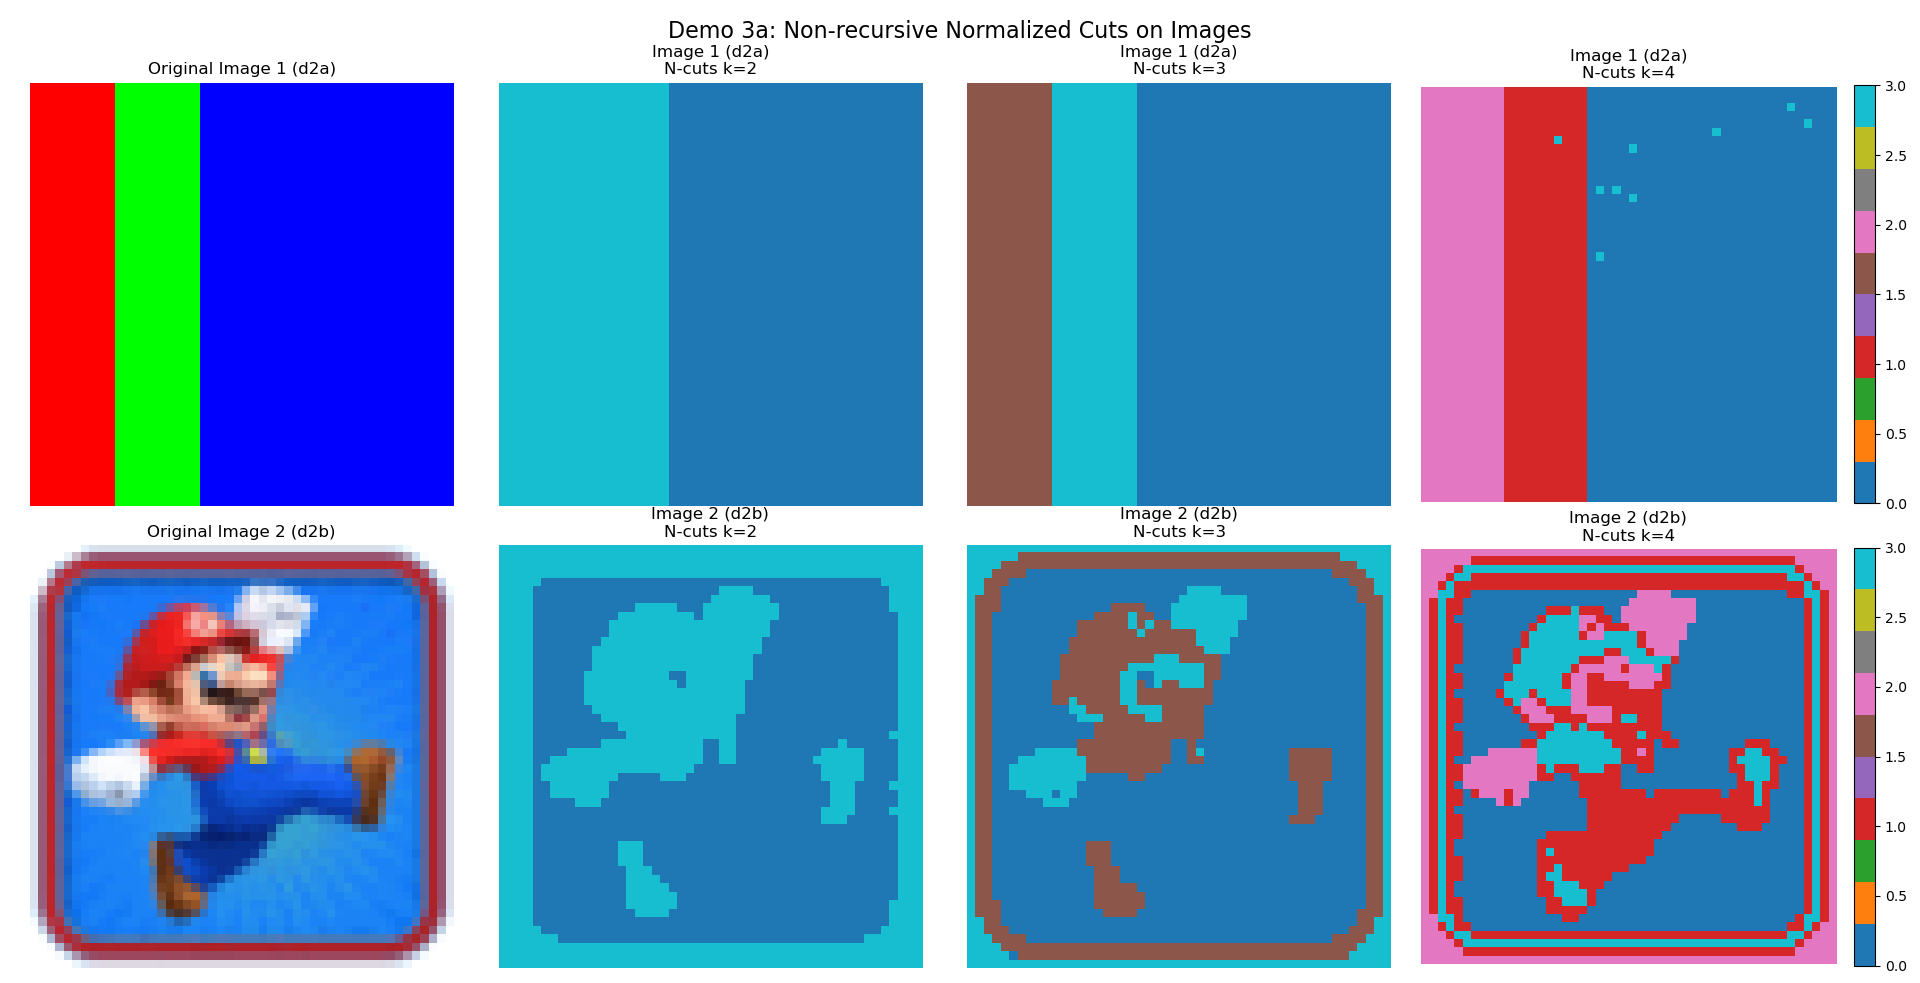 Demo 3a: Non-recursive Normalized Cuts on Images
Original Image 1 (d2a)
Image 1 (d2a)
N-cuts k=2
Image 1 (d2a)
N-cuts k=3
Image 1 (d2a)
N-cuts k=4
3.0
2.5
2.0
1.5
1.0
0.5
0.0
Original Image 2 (d2b)
Image 2 (d2b)
N-cuts k=2
Image 2 (d2b)
N-cuts k=3
Image 2 (d2b)
N-cuts k=4
3.0
2.5
2.0
1.5
1.0
0.5
0.0